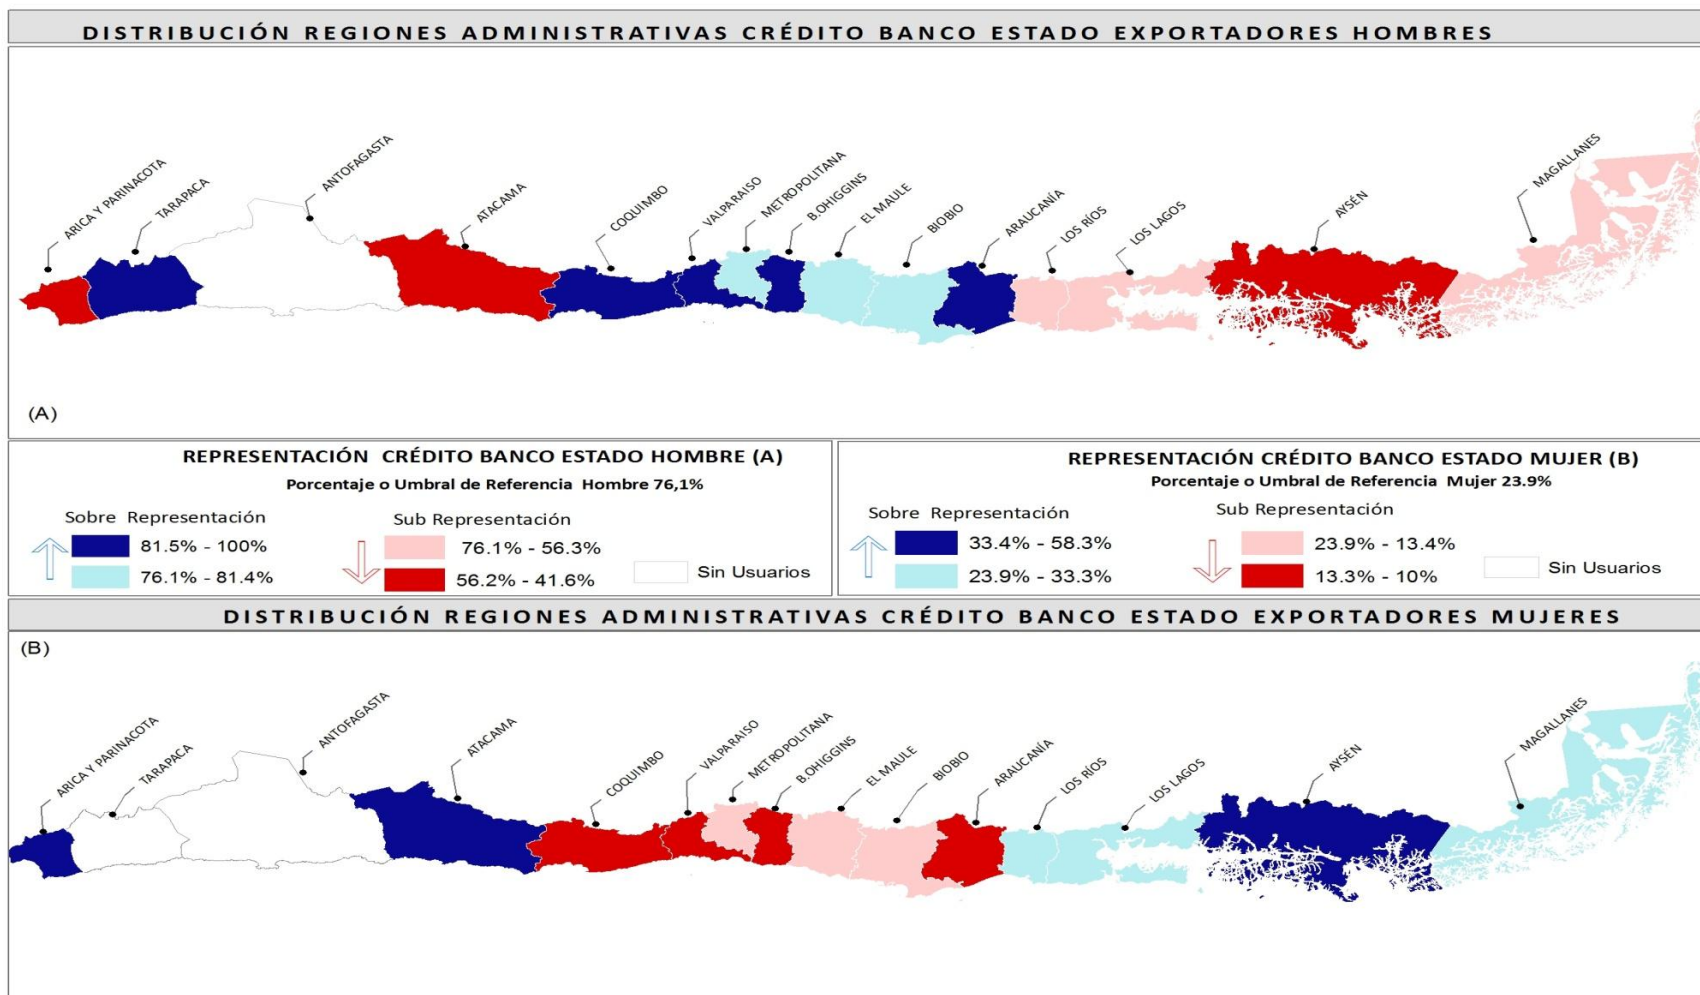 DISTRIBUCIÓN REGIONES ADMINISTRATIVAS CRÉDITO BANCO ESTADO EXPORTADORES HOMBRES
ARICA Y PARINACOTA
TARAPACA
ANTOFAGASTA
ATACAMA
COQUIMBO
VALPARAISO
METROPOLITANA
B.OHIGGINS
EL MAULE
BIOBIO
ARAUCANÍA
LOS RÍOS
LOS LAGOS
AYSÉN
MAGALLANES
(A)
REPRESENTACIÓN CRÉDITO BANCO ESTADO HOMBRE (A)
Porcentaje o Umbral de Referencia Hombre 76,1%
Sobre Representación
81.5% - 100%
76.1% - 81.4%
Sub Representación
76.1% - 56.3%
56.2% - 41.6%
Sin Usuarios
REPRESENTACIÓN CRÉDITO BANCO ESTADO MUJER (B)
Porcentaje o Umbral de Referencia Mujer 23.9%
Sobre Representación
33.4% - 58.3%
23.9% - 33.3%
Sub Representación
23.9% - 13.4%
13.3% - 10%
Sin Usuarios
DISTRIBUCIÓN REGIONES ADMINISTRATIVAS CRÉDITO BANCO ESTADO EXPORTADORES MUJERES
(B)
ARICA Y PARINACOTA
TARAPACA
ANTOFAGASTA
ATACAMA
COQUIMBO
VALPARAISO
METROPOLITANA
B.OHIGGINS
EL MAULE
BIOBIO
ARAUCANÍA
LOS RÍOS
LOS LAGOS
AYSÉN
MAGALLANES